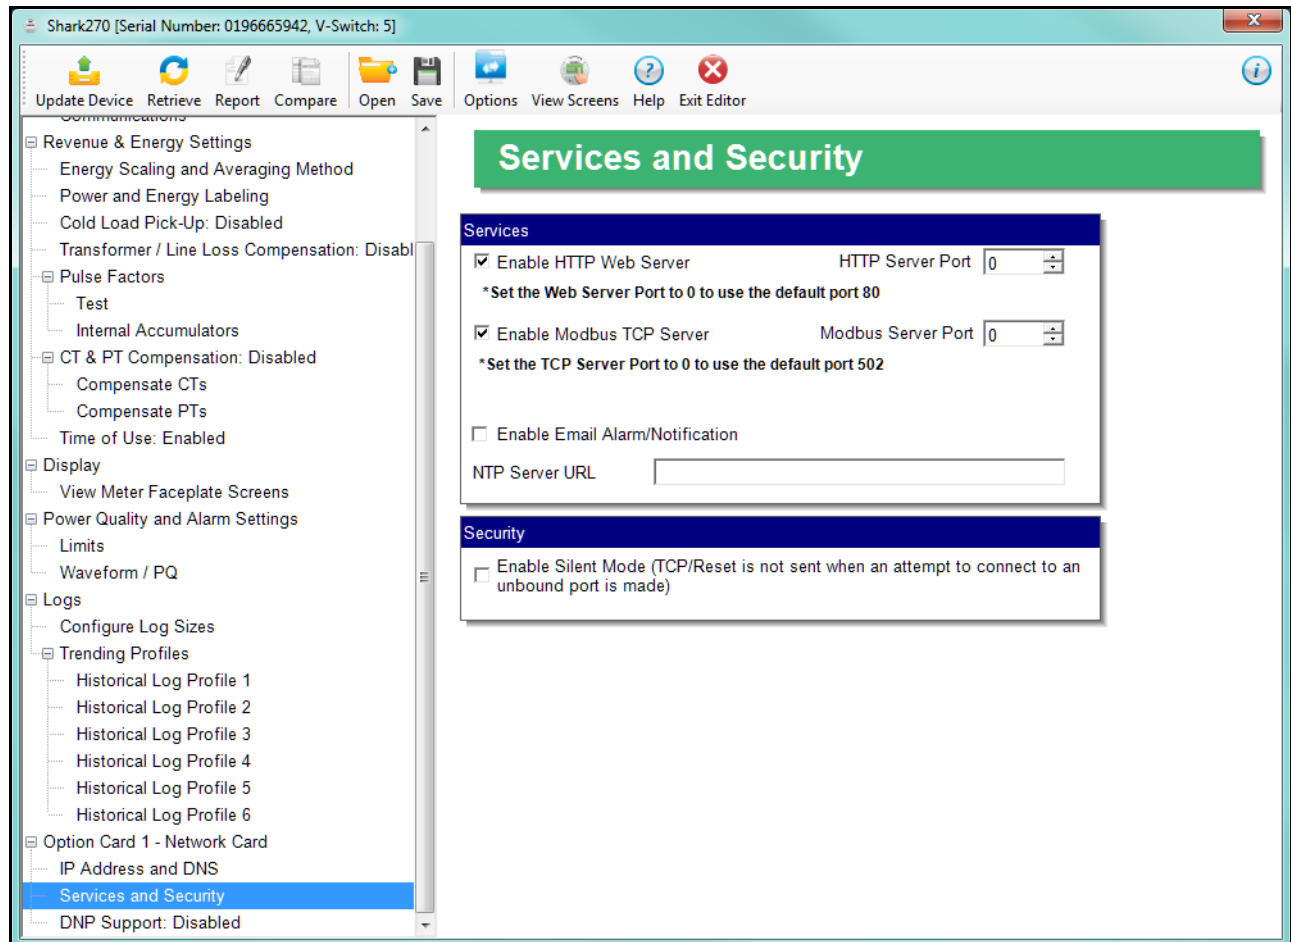 Shark270 [Serial Number: 0196665942, V-Switch: 5]
Update Device Retrieve Report Compare Open Save Options View Screens Help Exit Editor
Communications
Revenue & Energy Settings
Energy Scaling and Averaging Method
Power and Energy Labeling
Cold Load Pick-Up: Disabled
Transformer / Line Loss Compensation: Disabl
Pulse Factors
Test
Internal Accumulators
CT & PT Compensation: Disabled
Compensate CTs
Compensate PTs
Time of Use: Enabled
Display
View Meter Faceplate Screens
Power Quality and Alarm Settings
Limits
Waveform / PQ
Logs
Configure Log Sizes
Trending Profiles
Historical Log Profile 1
Historical Log Profile 2
Historical Log Profile 3
Historical Log Profile 4
Historical Log Profile 5
Historical Log Profile 6
Option Card 1 - Network Card
IP Address and DNS
Services and Security
DNP Support: Disabled
Services and Security
Services
Enable HTTP Web Server HTTP Server Port 0
*Set the Web Server Port to 0 to use the default port 80
Enable Modbus TCP Server Modbus Server Port 0
*Set the TCP Server Port to 0 to use the default port 502
Enable Email Alarm/Notification
NTP Server URL
Security
Enable Silent Mode (TCP/Reset is not sent when an attempt to connect to an
unbound port is made)